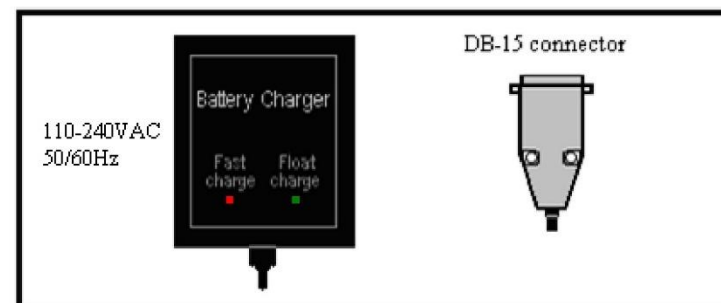 DB-15 connector
Battery Charger
110-240VAC
50/60Hz
Fast Float
charge charge